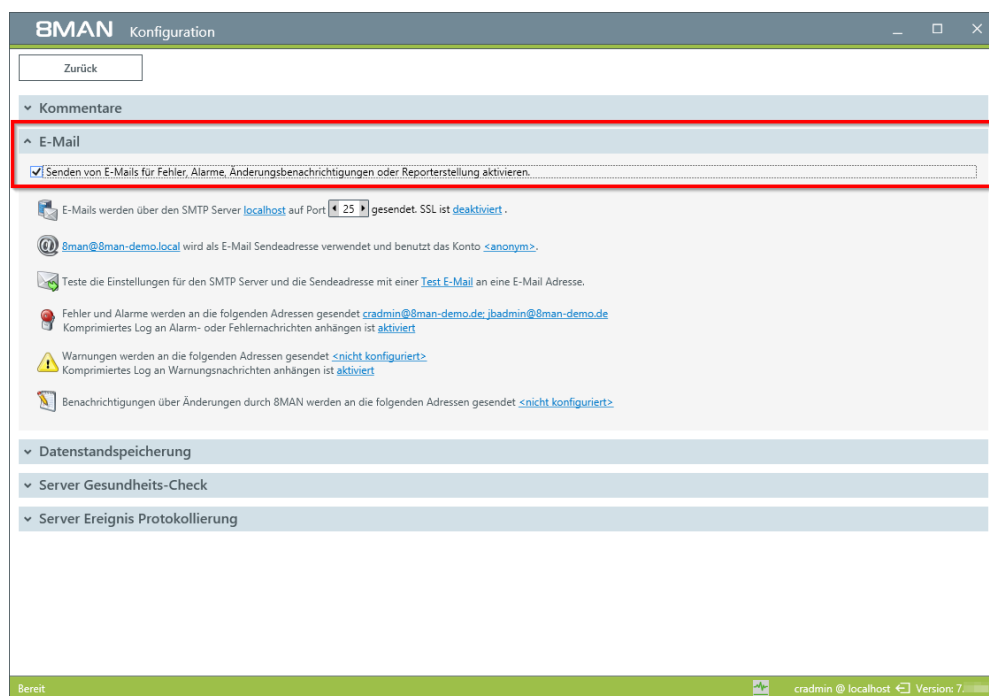 8MAN Konfiguration
Zurück
Kommentare
E-Mail
Senden von E-Mails für Fehler, Alarme, Änderungsbenachrichtigungen oder Reporterstellung aktivieren.
E-Mails werden über den SMTP Server localhost auf Port 25 gesendet. SSL ist deaktiviert .
8man@8man-demo.local wird als E-Mail Sendeadresse verwendet und benutzt das Konto <anonym>.
Teste die Einstellungen für den SMTP Server und die Sendeadresse mit einer Test E-Mail an eine E-Mail Adresse.
Fehler und Alarme werden an die folgenden Adressen gesendet cradmin@8man-demo.de; jbadmin@8man-demo.de
Komprimiertes Log an Alarm- oder Fehlernachrichten anhängen ist aktiviert
Warnungen werden an die folgenden Adressen gesendet <nicht konfiguriert>
Komprimiertes Log an Warnungsnachrichten anhängen ist aktiviert
Benachrichtigungen über Änderungen durch 8MAN werden an die folgenden Adressen gesendet <nicht konfiguriert>
Datenstandspeicherung
Server Gesundheits-Check
Server Ereignis Protokollierung
Bereit cradmin @ localhost Version: 7.